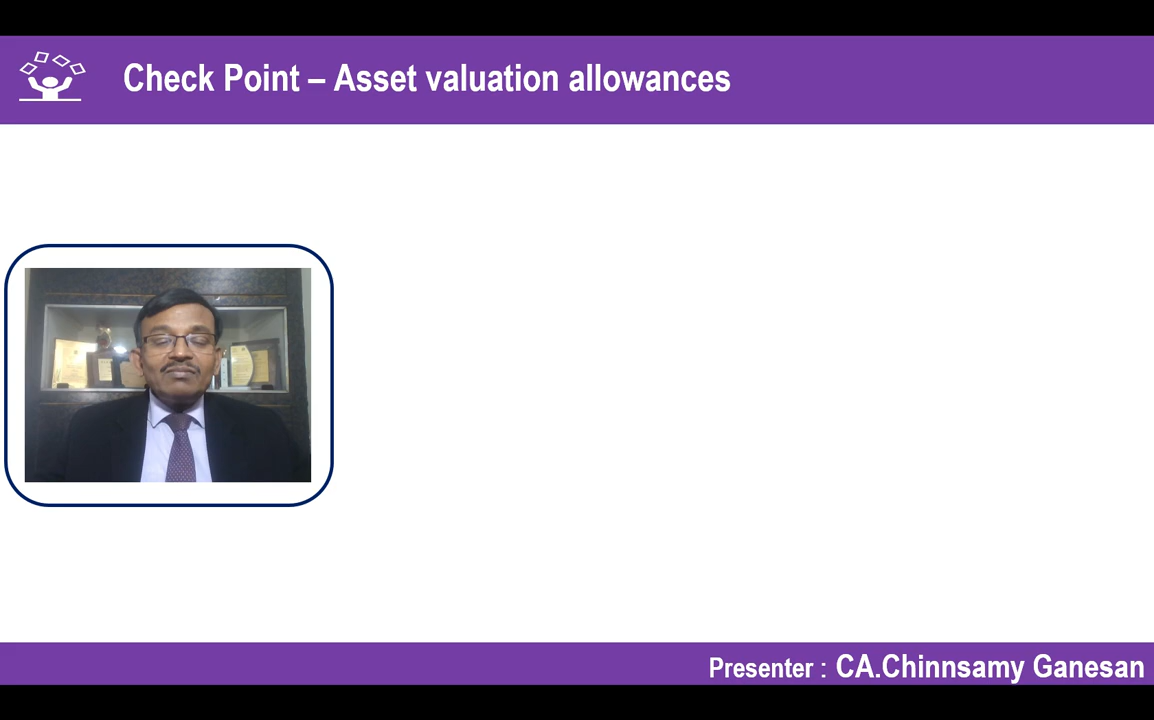 Check Point – Asset valuation allowances
Presenter : CA.Chinnsamy Ganesan